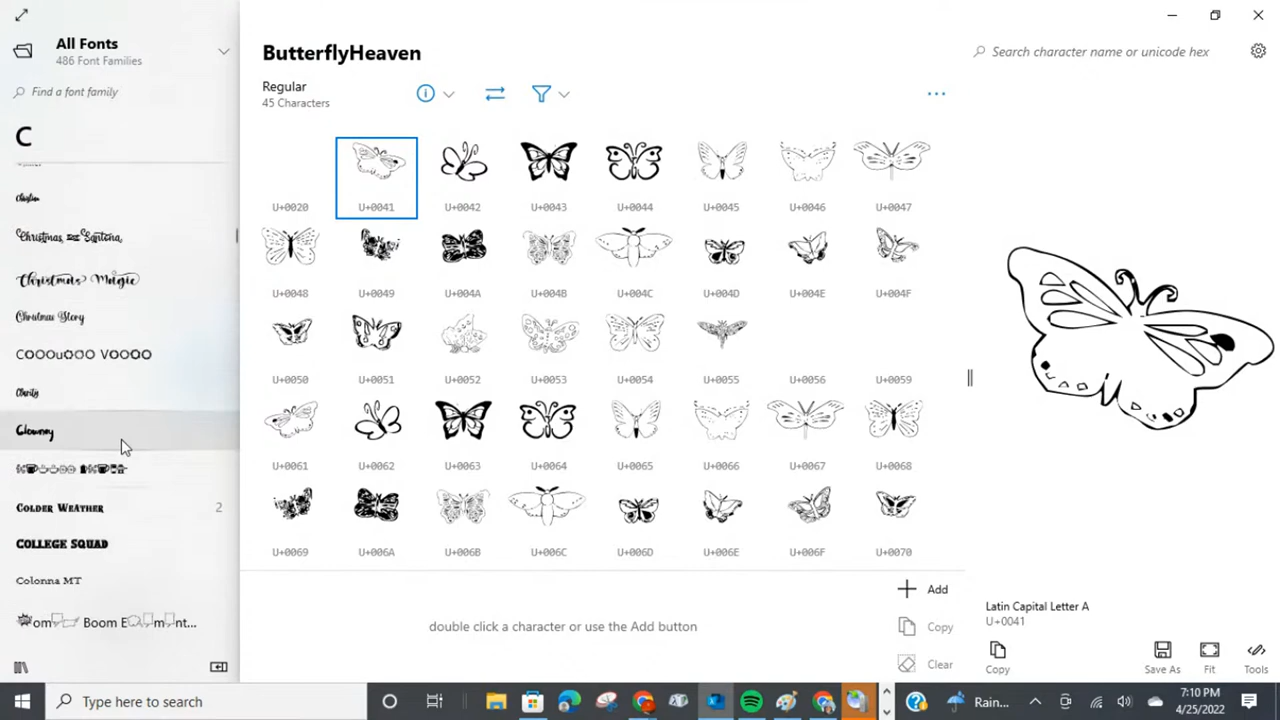 All Fonts
486 Font Families
Find a font family
C
Christmas
Christmas Magic
Christmas Story
Clarity
COLDER WEATHER 2
COLLEGE SQUAD
Colonna MT
ButterflyHeaven
Regular
45 Characters
Search character name or unicode hex
U+0020 U+0041 U+0042 U+0043 U+0044 U+0045 U+0046 U+0047
U+0048 U+0049 U+004A U+004B U+004C U+004D U+004E U+004F
U+0050 U+0051 U+0052 U+0053 U+0054 U+0055 U+0056 U+0059
U+0061 U+0062 U+0063 U+0064 U+0065 U+0066 U+0067 U+0068
U+0069 U+006A U+006B U+006C U+006D U+006E U+006F U+0070
double click a character or use the Add button
Add
Copy
Clear
Latin Capital Letter A
U+0041
Copy Save As Fit Tools
Type here to search
Rain...
7:10 PM
4/25/2022